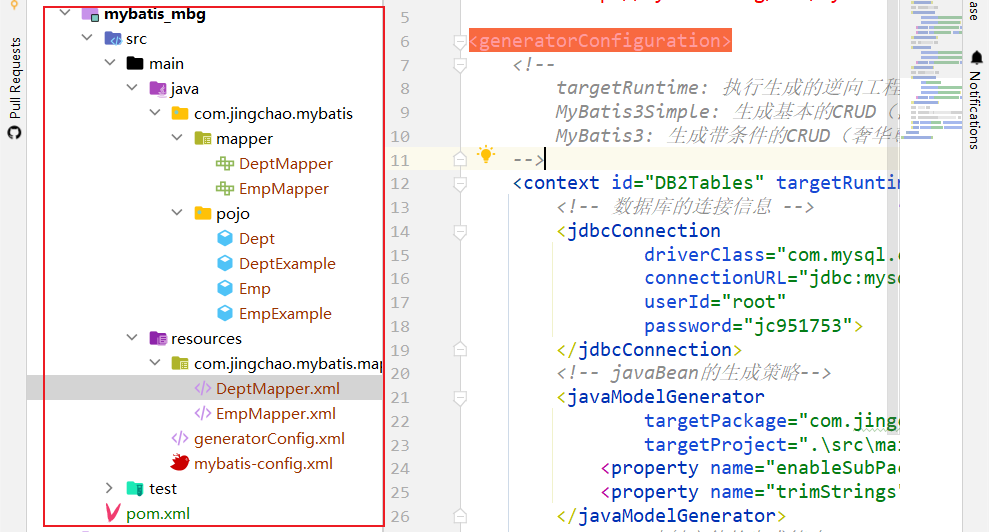 mybatis_mbg
src
main
java
com.jingchao.mybatis
mapper
DeptMapper
EmpMapper
pojo
Dept
DeptExample
Emp
EmpExample
resources
com.jingchao.mybatis.map
DeptMapper.xml
EmpMapper.xml
generatorConfig.xml
mybatis-config.xml
test
pom.xml
Pull Requests
5
6 <generatorConfiguration>
7 <!--
8 targetRuntime: 执行生成的逆向工程
9 MyBatis3Simple: 生成基本的CRUD
10 MyBatis3: 生成带条件的CRUD（奢华
11 -->
12 <context id="DB2Tables" targetRuntim
13 <!-- 数据库的连接信息 -->
14 <jdbcConnection
15 driverClass="com.mysql.
16 connectionURL="jdbc:mys
17 userId="root"
18 password="jc951753">
19 </jdbcConnection>
20 <!-- javaBean的生成策略-->
21 <javaModelGenerator
22 targetPackage="com.jing
23 targetProject=".\src\ma
24 <property name="enableSubPac
25 <property name="trimStrings"
26 </javaModelGenerator>
ase
Notifications